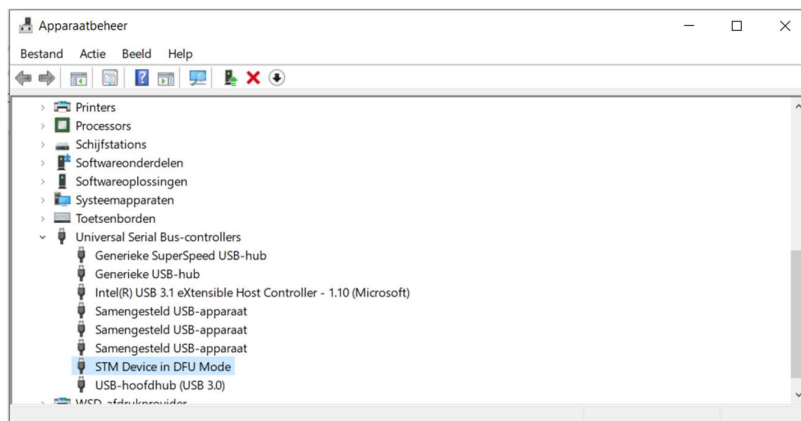 Apparaatbeheer
Bestand Actie Beeld Help
Printers
Processors
Schijfstations
Softwareonderdelen
Softwareoplossingen
Systeemapparaten
Toetsenborden
Universal Serial Bus-controllers
Generieke SuperSpeed USB-hub
Generieke USB-hub
Intel(R) USB 3.1 eXtensible Host Controller - 1.10 (Microsoft)
Samengesteld USB-apparaat
Samengesteld USB-apparaat
Samengesteld USB-apparaat
STM Device in DFU Mode
USB-hoofdhub (USB 3.0)
WSD-afdrukprovider